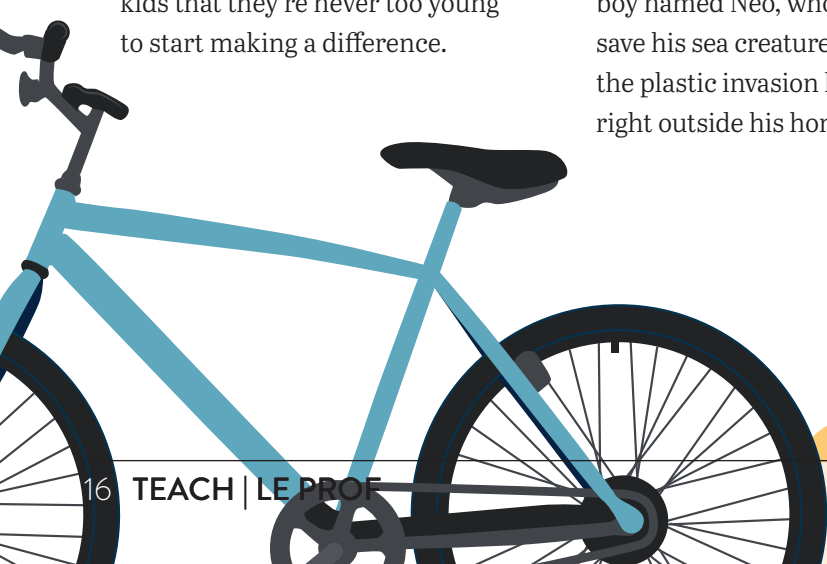 kids that they're never too young
to start making a difference.
boy named Neo, who
save his sea creature
the plastic invasion
right outside his
16 TEACH | LE PROF